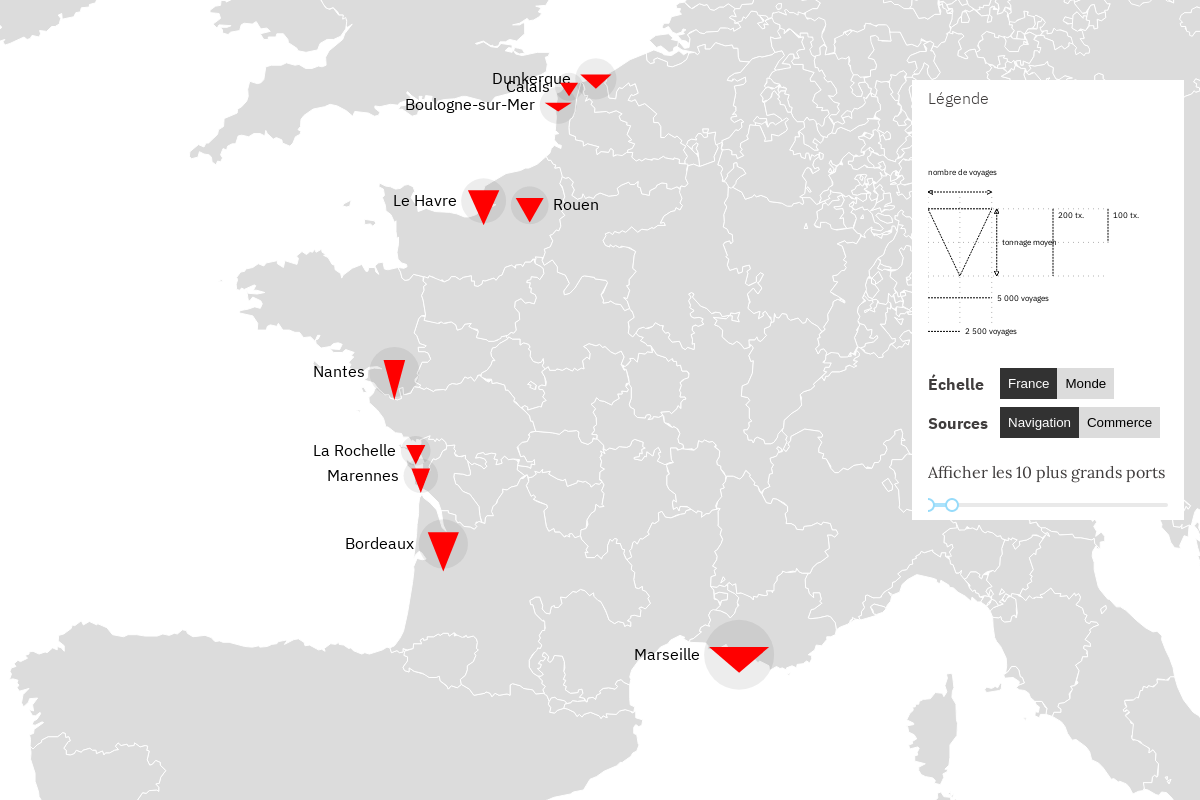 Dunkerque
Calais
Boulogne-sur-Mer
Le Havre
Rouen
Nantes
La Rochelle
Marennes
Bordeaux
Marseille
Légende
nombre de voyages
200 tx.
100 tx.
tonnage moyen
5 000 voyages
2 500 voyages
Échelle France Monde
Sources Navigation Commerce
Afficher les 10 plus grands ports